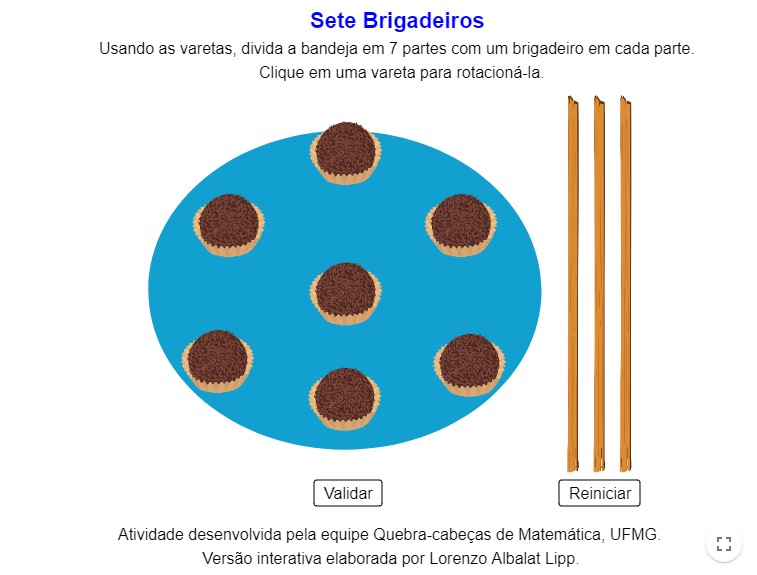 Sete Brigadeiros
Usando as varetas, divida a bandeja em 7 partes com um brigadeiro em cada parte.
Clique em uma vareta para rotacioná-la.
Validar
Reiniciar
Atividade desenvolvida pela equipe Quebra-cabeças de Matemática, UFMG.
Versão interativa elaborada por Lorenzo Albalat Lipp.